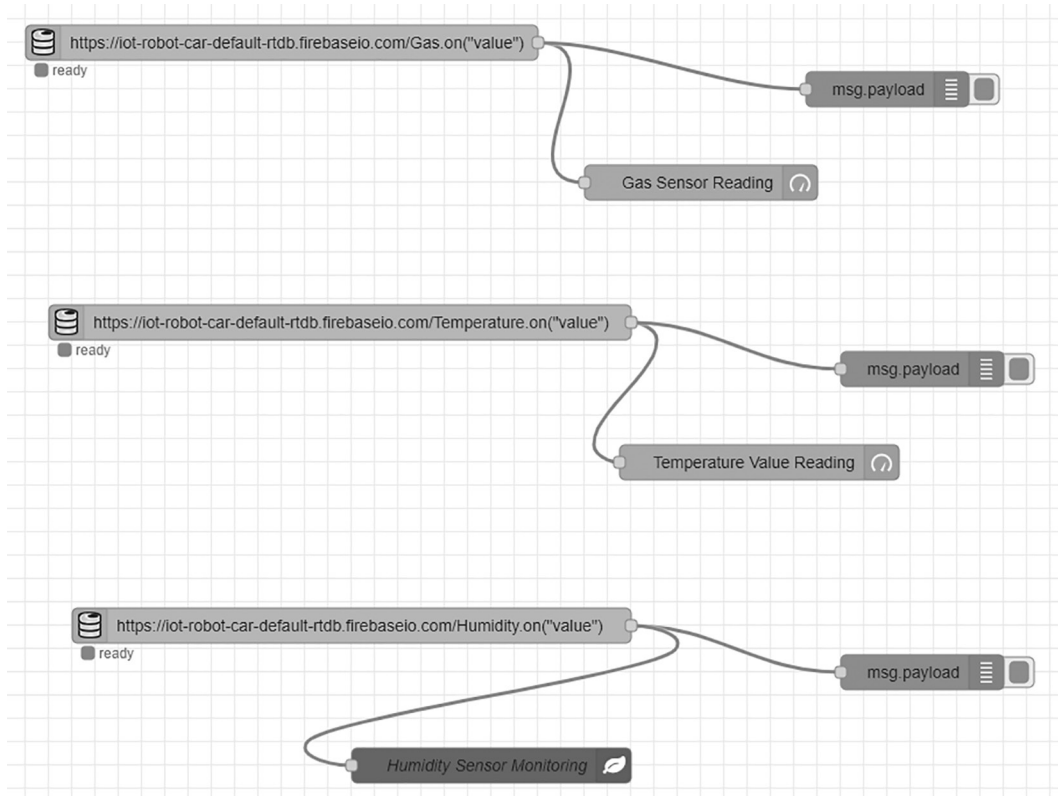 https://iot-robot-car-default-rtdb.firebaseio.com/Gas.on("value")
ready
msg.payload
Gas Sensor Reading
https://iot-robot-car-default-rtdb.firebaseio.com/Temperature.on("value")
ready
msg.payload
Temperature Value Reading
https://iot-robot-car-default-rtdb.firebaseio.com/Humidity.on("value")
ready
msg.payload
Humidity Sensor Monitoring